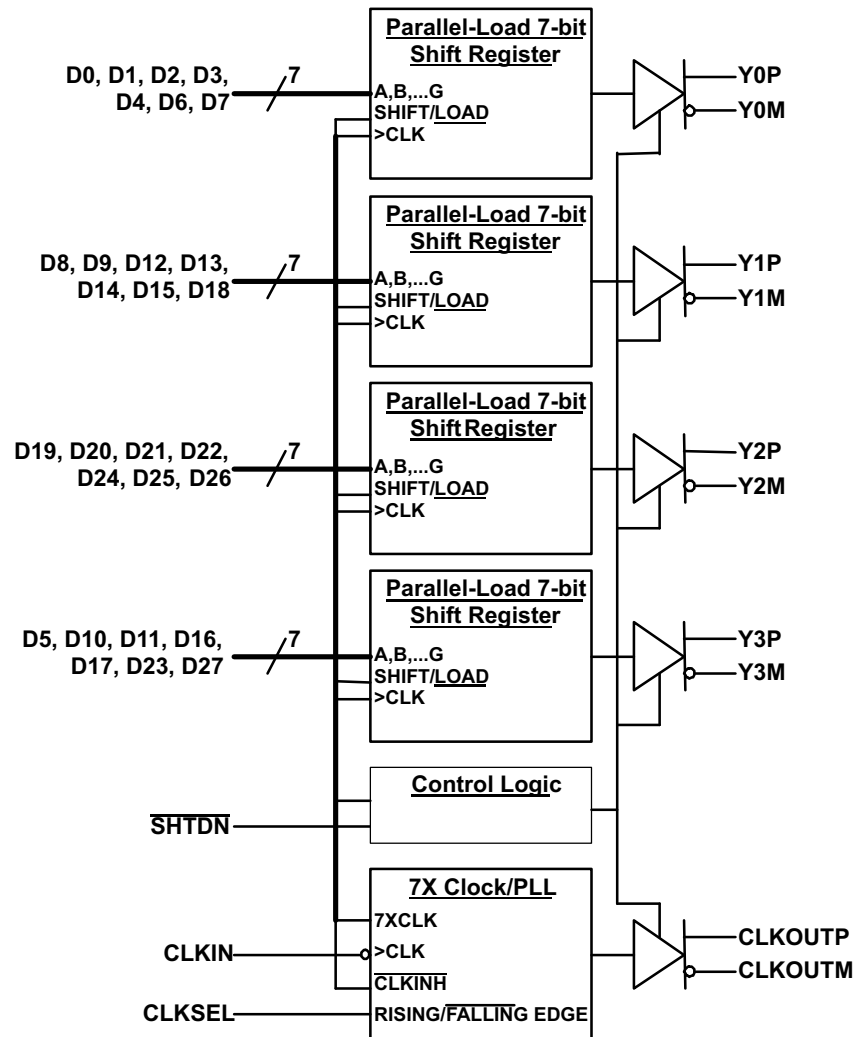 Parallel-Load 7-bit
Shift Register
D0, D1, D2, D3,
D4, D6, D7
7
A,B,...G
SHIFT/LOAD
>CLK
Y0P
Y0M
Parallel-Load 7-bit
Shift Register
D8, D9, D12, D13,
D14, D15, D18
7
A,B,...G
SHIFT/LOAD
>CLK
Y1P
Y1M
Parallel-Load 7-bit
Shift Register
D19, D20, D21, D22,
D24, D25, D26
7
A,B,...G
SHIFT/LOAD
>CLK
Y2P
Y2M
Parallel-Load 7-bit
Shift Register
D5, D10, D11, D16,
D17, D23, D27
7
A,B,...G
SHIFT/LOAD
>CLK
Y3P
Y3M
Control Logic
SHTDN
7X Clock/PLL
7XCLK
CLKIN
>CLK
CLKINH
CLKSEL
RISING/FALLING EDGE
CLKOUTP
CLKOUTM